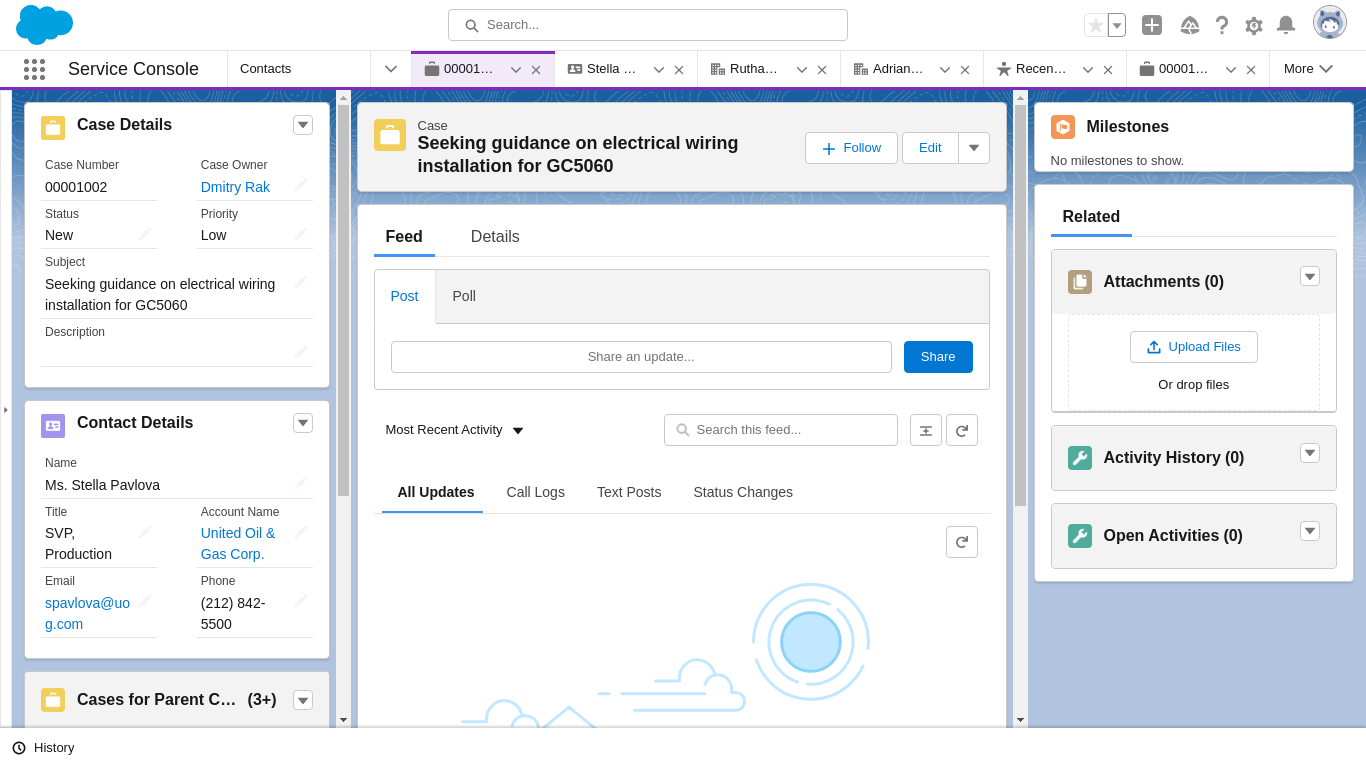 Search...
Service Console
Contacts
00001…
Stella …
Rutha…
Adrian…
Recen…
00001…
More
Case Details
Case Number
Case Owner
00001002
Dmitry Rak
Status
Priority
New
Low
Subject
Seeking guidance on electrical wiring
installation for GC5060
Description
Contact Details
Name
Ms. Stella Pavlova
Title
Account Name
SVP,
Production
United Oil &
Gas Corp.
Email
Phone
spavlova@uo
g.com
(212) 842-
5500
Cases for Parent C… (3+)
Case
Seeking guidance on electrical wiring
installation for GC5060
Follow
Edit
Feed
Details
Post
Poll
Share an update...
Share
Most Recent Activity
Search this feed...
All Updates
Call Logs
Text Posts
Status Changes
Milestones
No milestones to show.
Related
Attachments (0)
Upload Files
Or drop files
Activity History (0)
Open Activities (0)
History